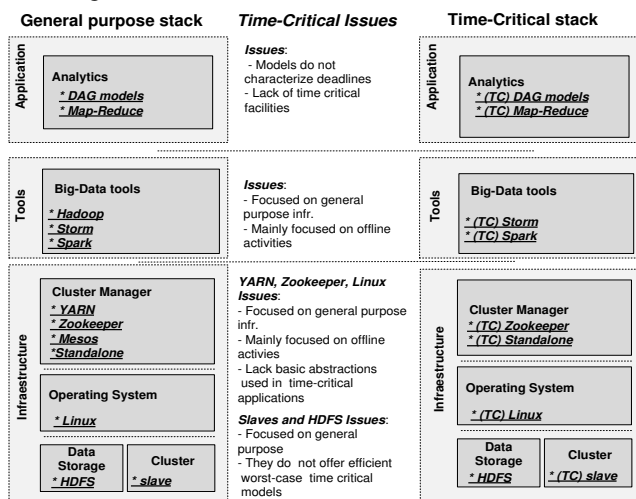 General purpose stack
Time-Critical Issues
Time-Critical stack
Application
Analytics
* DAG models
* Map-Reduce
Issues:
- Models do not
characterize deadlines
- Lack of time critical
facilities
Application
Analytics
* (TC) DAG models
* (TC) Map-Reduce
Tools
Big-Data tools
* Hadoop
* Storm
* Spark
Issues:
- Focused on general
purpose infr.
- Mainly focused on offline
activities
Tools
Big-Data tools
* (TC) Storm
* (TC) Spark
Infraestructure
Cluster Manager
* YARN
* Zookeeper
* Mesos
*Standalone
Operating System
* Linux
Data
Storage
* HDFS
Cluster
* slave
YARN, Zookeeper, Linux
Issues:
- Focused on general purpose
infr.
- Mainly focused on offline
activies
- Lack basic abstractions
used in time-critical
applications
Slaves and HDFS Issues:
- Focused on general
purpose
- They do not offer efficient
worst-case time critical
models
Infraestructure
Cluster Manager
* (TC) Zookeeper
* (TC) Standalone
Operating System
* (TC) Linux
Data
Storage
* HDFS
Cluster
* (TC) slave